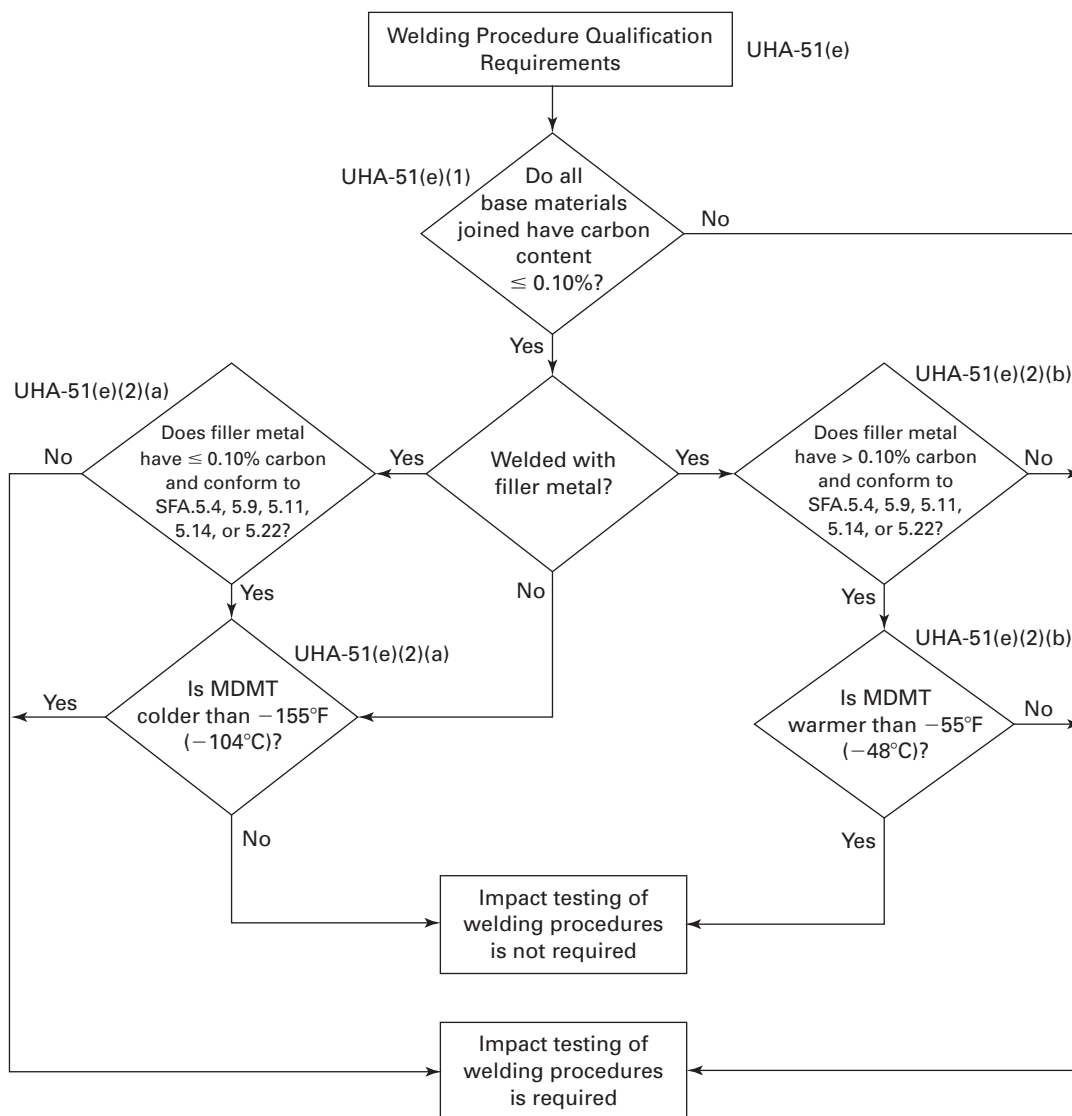 Welding Procedure Qualification
Requirements
UHA-51(e)
UHA-51(e)(1)
Do all
base materials
joined have carbon
content
≤ 0.10%?
No
Yes
UHA-51(e)(2)(a)
Does filler metal
have ≤ 0.10% carbon
and conform to
SFA.5.4, 5.9, 5.11,
5.14, or 5.22?
No
Yes
Welded with
filler metal?
Yes
UHA-51(e)(2)(b)
Does filler metal
have > 0.10% carbon
and conform to
SFA.5.4, 5.9, 5.11,
5.14, or 5.22?
No
Yes
No
Yes
UHA-51(e)(2)(a)
Is MDMT
colder than −155°F
(−104°C)?
Yes
No
UHA-51(e)(2)(b)
Is MDMT
warmer than −55°F
(−48°C)?
No
Yes
Impact testing of
welding procedures
is not required
Impact testing of
welding procedures
is required